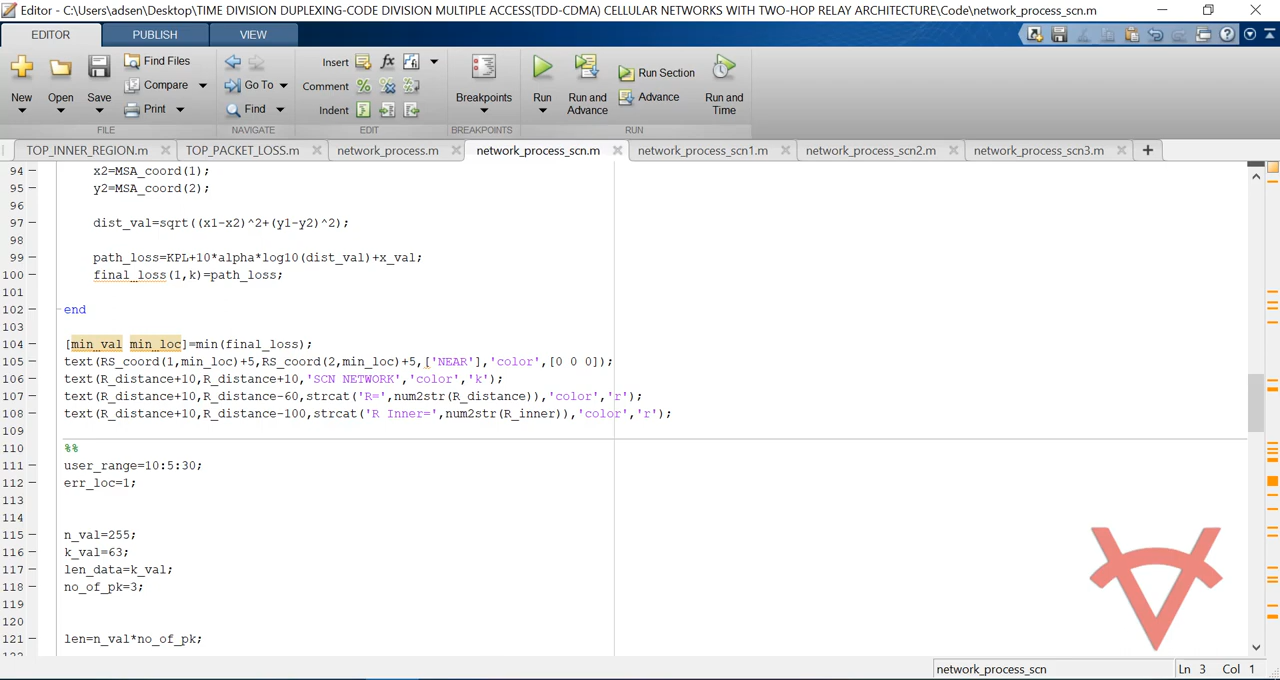 Editor - C:\Users\adsen\Desktop\TIME DIVISION DUPLEXING-CODE DIVISION MULTIPLE ACCESS(TDD-CDMA) CELLULAR NETWORKS WITH TWO-HOP RELAY ARCHITECTURE\Code\network_process_scn.m
EDITOR PUBLISH VIEW
New Open Save Find Files Compare Print Go To Find Insert fx Comment Indent Breakpoints Run Run and Advance Run Section Advance Run and Time
FILE NAVIGATE EDIT BREAKPOINTS RUN
TOP_INNER_REGION.m TOP_PACKET_LOSS.m network_process.m network_process_scn.m network_process_scn1.m network_process_scn2.m network_process_scn3.m
94 x2=MSA_coord(1);
95 y2=MSA_coord(2);
96
97 dist_val=sqrt((x1-x2)^2+(y1-y2)^2);
98
99 path_loss=KPL+10*alpha*log10(dist_val)+x_val;
100 final_loss(1,k)=path_loss;
101
102 end
103
104 [min_val min_loc]=min(final_loss);
105 text(RS_coord(1,min_loc)+5,RS_coord(2,min_loc)+5,['NEAR'],'color',[0 0 0]);
106 text(R_distance+10,R_distance+10,'SCN NETWORK','color','k');
107 text(R_distance+10,R_distance-60,strcat('R=',num2str(R_distance)),'color','r');
108 text(R_distance+10,R_distance-100,strcat('R Inner=',num2str(R_inner)),'color','r');
109
110 %%
111 user_range=10:5:30;
112 err_loc=1;
113
114
115 n_val=255;
116 k_val=63;
117 len_data=k_val;
118 no_of_pk=3;
119
120
121 len=n_val*no_of_pk;
network_process_scn Ln 3 Col 1